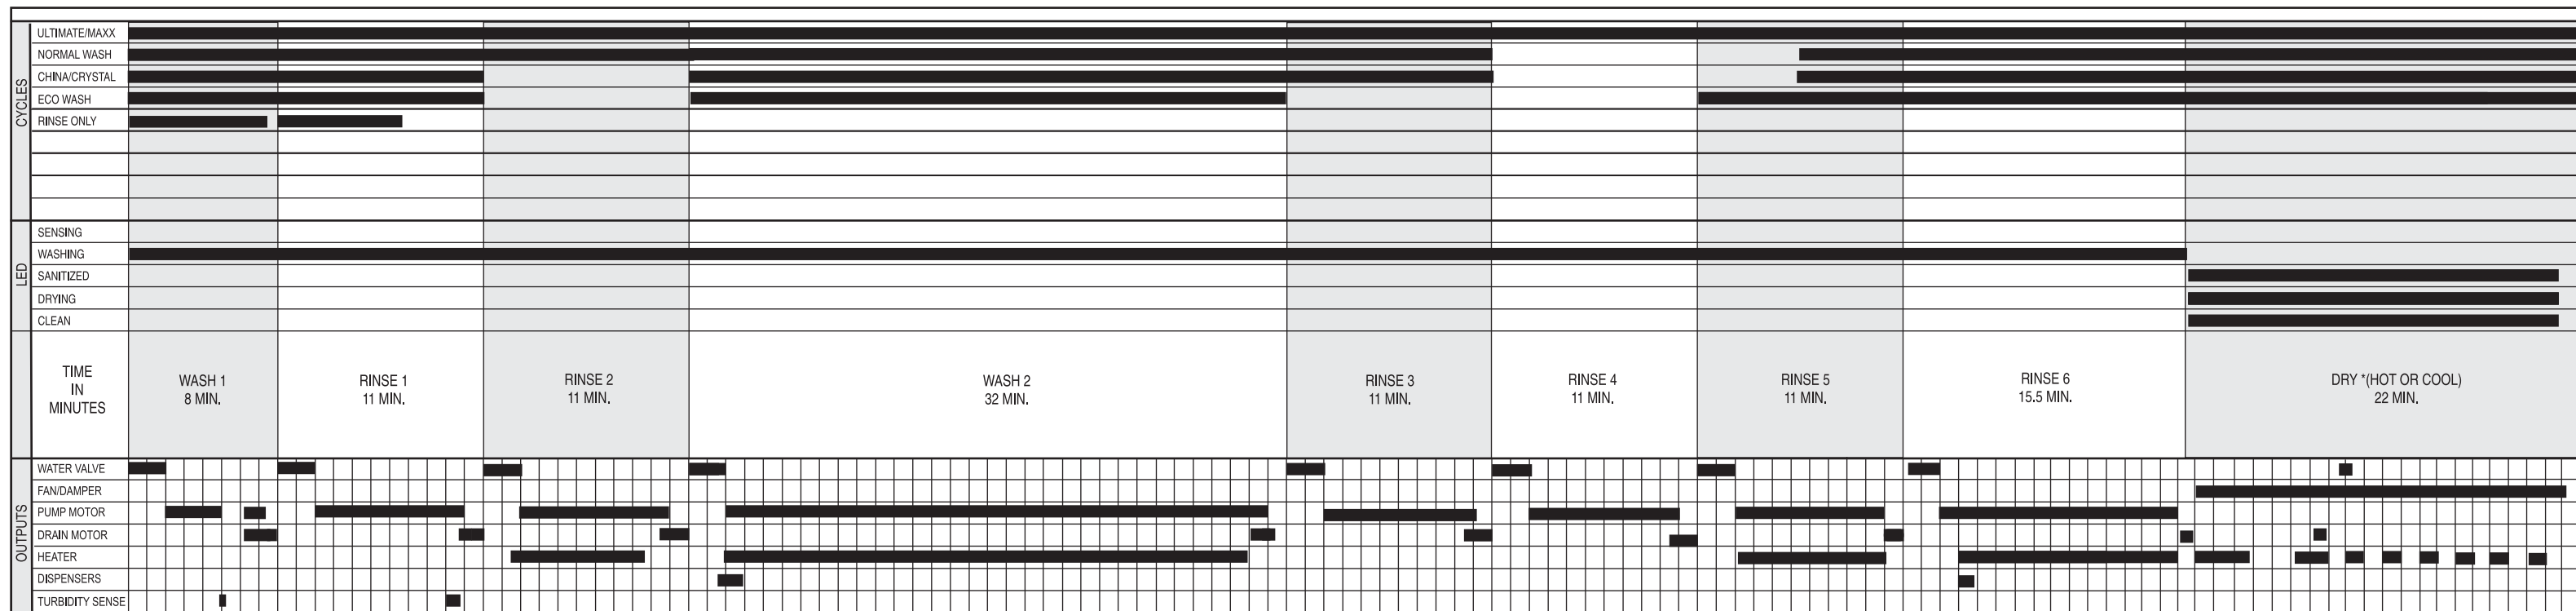 CYCLES
ULTIMATE/MAXX
NORMAL WASH
CHINA/CRYSTAL
ECO WASH
RINSE ONLY
LED
SENSING
WASHING
SANITIZED
DRYING
CLEAN
TIME
IN
MINUTES
WASH 1
8 MIN.
RINSE 1
11 MIN.
RINSE 2
11 MIN.
WASH 2
32 MIN.
RINSE 3
11 MIN.
RINSE 4
11 MIN.
RINSE 5
11 MIN.
RINSE 6
15.5 MIN.
DRY *(HOT OR COOL)
22 MIN.
OUTPUTS
WATER VALVE
FAN/DAMPER
PUMP MOTOR
DRAIN MOTOR
HEATER
DISPENSERS
TURBIDITY SENSE